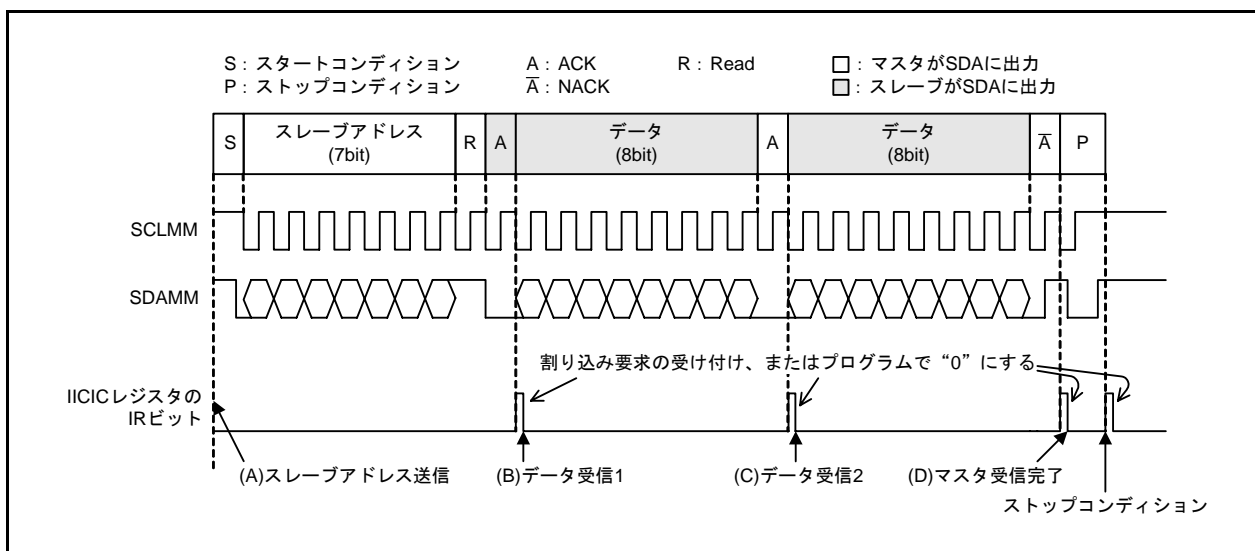 S : スタートコンディション A : ACK R : Read □ : マスタがSDAに出力
P : ストップコンディション A̅ : NACK □ : スレーブがSDAに出力
S スレーブアドレス (7bit) R A データ (8bit) A データ (8bit) A̅ P
SCLMM
SDAMM
割り込み要求の受け付け、またはプログラムで“0”にする
IICICレジスタの
IRビット
(A)スレーブアドレス送信 (B)データ受信1 (C)データ受信2 (D)マスタ受信完了
ストップコンディション